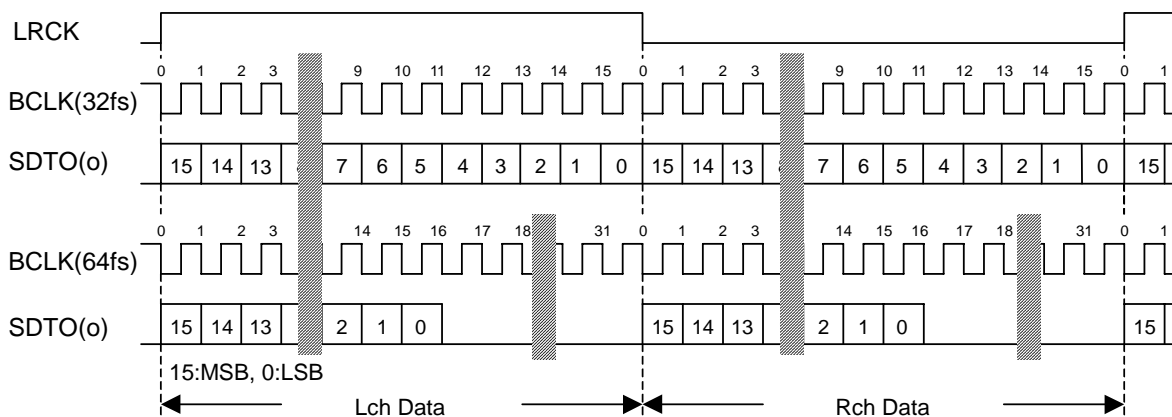 LRCK
0 1 2 3 9 10 11 12 13 14 15 0 1 2 3 9 10 11 12 13 14 15 0 1
BCLK(32fs)
SDTO(o) 15 14 13 7 6 5 4 3 2 1 0 15 14 13 7 6 5 4 3 2 1 0 15
0 1 2 3 14 15 16 17 18 31 0 1 2 3 14 15 16 17 18 31 0 1
BCLK(64fs)
SDTO(o) 15 14 13 2 1 0 15 14 13 2 1 0 15
15:MSB, 0:LSB
Lch Data Rch Data